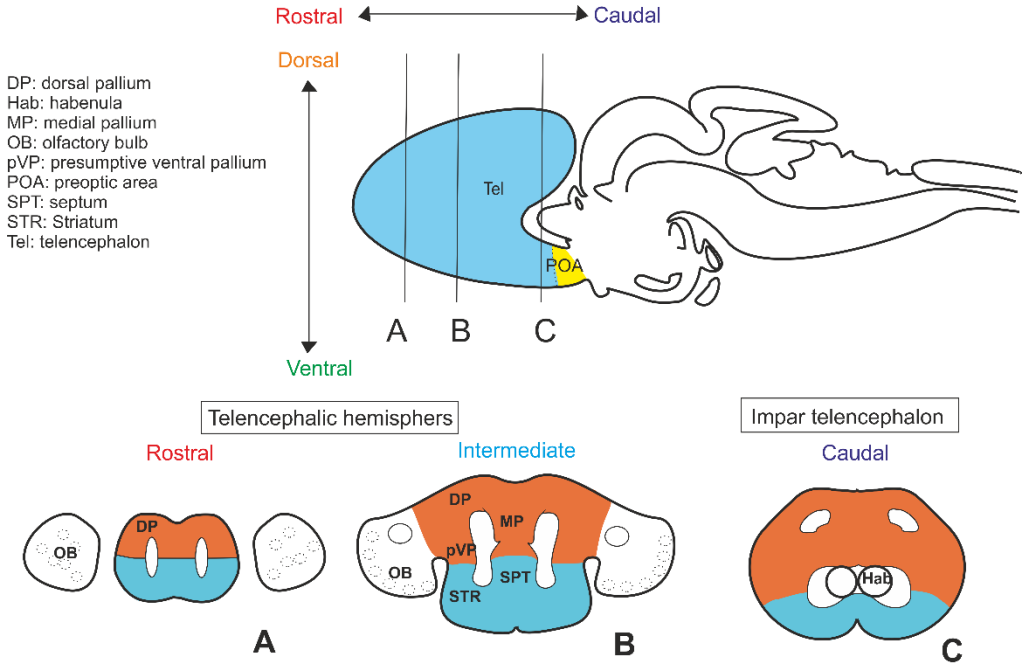 Rostral
Caudal
Dorsal
DP: dorsal pallium
Hab: habenula
MP: medial pallium
OB: olfactory bulb
pVP: presumptive ventral pallium
POA: preoptic area
SPT: septum
STR: Striatum
Tel: telencephalon
Tel
POA
A
B
C
Ventral
Telencephalic hemisphers
Impar telencephalon
Rostral
Intermediate
Caudal
DP
OB
A
DP
MP
pVP
OB
SPT
STR
B
Hab
C